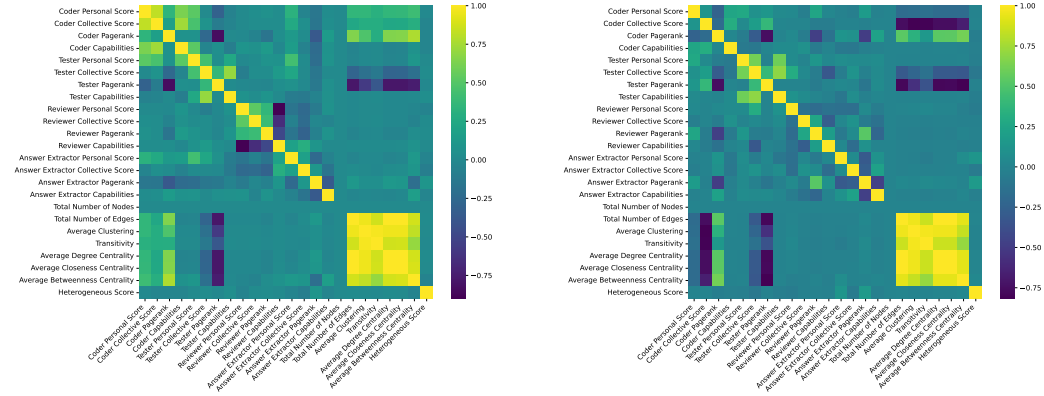 Coder Personal Score
Coder Collective Score
Coder Pagerank
Coder Capabilities
Tester Personal Score
Tester Collective Score
Tester Pagerank
Tester Capabilities
Reviewer Personal Score
Reviewer Collective Score
Reviewer Pagerank
Reviewer Capabilities
Answer Extractor Personal Score
Answer Extractor Collective Score
Answer Extractor Pagerank
Answer Extractor Capabilities
Total Number of Nodes
Total Number of Edges
Average Clustering
Transitivity
Average Degree Centrality
Average Closeness Centrality
Average Betweenness Centrality
Heterogeneous Score
Coder Personal Score
Coder Collective Score
Coder Pagerank
Coder Capabilities
Tester Personal Score
Tester Collective Score
Tester Pagerank
Tester Capabilities
Reviewer Personal Score
Reviewer Collective Score
Reviewer Pagerank
Reviewer Capabilities
Answer Extractor Personal Score
Answer Extractor Collective Score
Answer Extractor Pagerank
Answer Extractor Capabilities
Total Number of Nodes
Total Number of Edges
Average Clustering
Transitivity
Average Degree Centrality
Average Closeness Centrality
Average Betweenness Centrality
Heterogeneous Score
1.00
0.75
0.50
0.25
0.00
−0.25
−0.50
−0.75
Coder Personal Score
Coder Collective Score
Coder Pagerank
Coder Capabilities
Tester Personal Score
Tester Collective Score
Tester Pagerank
Tester Capabilities
Reviewer Personal Score
Reviewer Collective Score
Reviewer Pagerank
Reviewer Capabilities
Answer Extractor Personal Score
Answer Extractor Collective Score
Answer Extractor Pagerank
Answer Extractor Capabilities
Total Number of Nodes
Total Number of Edges
Average Clustering
Transitivity
Average Degree Centrality
Average Closeness Centrality
Average Betweenness Centrality
Heterogeneous Score
Coder Personal Score
Coder Collective Score
Coder Pagerank
Coder Capabilities
Tester Personal Score
Tester Collective Score
Tester Pagerank
Tester Capabilities
Reviewer Personal Score
Reviewer Collective Score
Reviewer Pagerank
Reviewer Capabilities
Answer Extractor Personal Score
Answer Extractor Collective Score
Answer Extractor Pagerank
Answer Extractor Capabilities
Total Number of Nodes
Total Number of Edges
Average Clustering
Transitivity
Average Degree Centrality
Average Closeness Centrality
Average Betweenness Centrality
Heterogeneous Score
1.00
0.75
0.50
0.25
0.00
−0.25
−0.50
−0.75